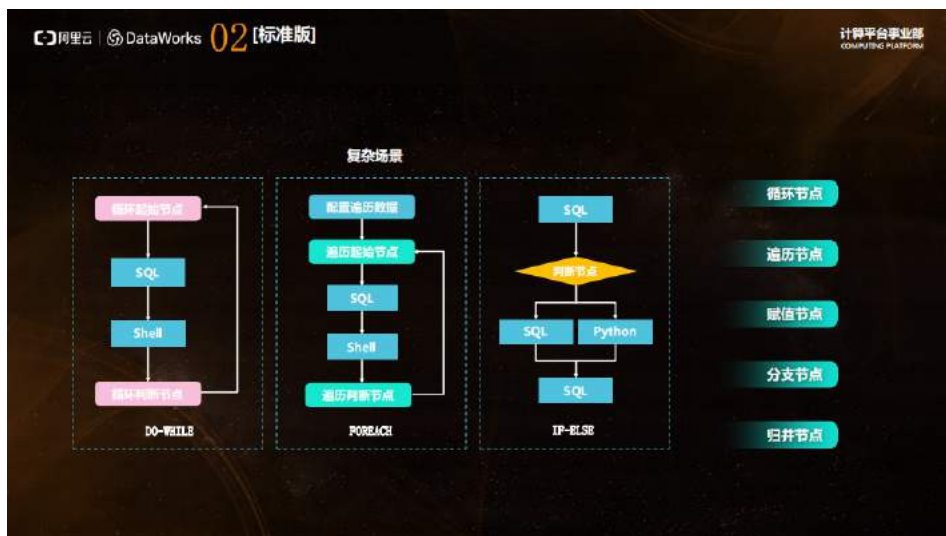 阿里云 | DataWorks 02 [标准版]
计算平台事业部
COMPUTING PLATFORM
复杂场景
循环起始节点
SQL
Shell
循环判断节点
DO-WHILE
配置遍历数据
遍历起始节点
SQL
Shell
遍历判断节点
FOREACH
SQL
判断节点
SQL
Python
SQL
IF-ELSE
循环节点
遍历节点
赋值节点
分支节点
归并节点